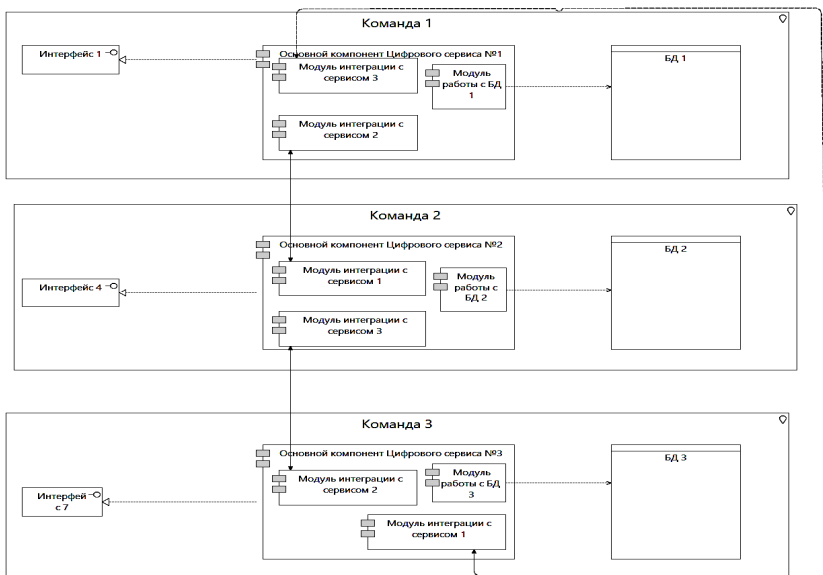 Команда 1
Интерфейс 1
Основной компонент Цифрового сервиса №1
Модуль интеграции с
сервисом 3
Модуль
работы с БД
1
БД 1
Модуль интеграции с
сервисом 2
Команда 2
Основной компонент Цифрового сервиса №2
БД 2
Интерфейс 4
Модуль интеграции с
сервисом 1
Модуль
работы с
БД 2
Модуль интеграции с
сервисом 3
Команда 3
Основной компонент Цифрового сервиса №3
БД 3
Интерфей
с 7
Модуль интеграции с
сервисом 2
Модуль
работы с БД
3
Модуль интеграции с
сервисом 1